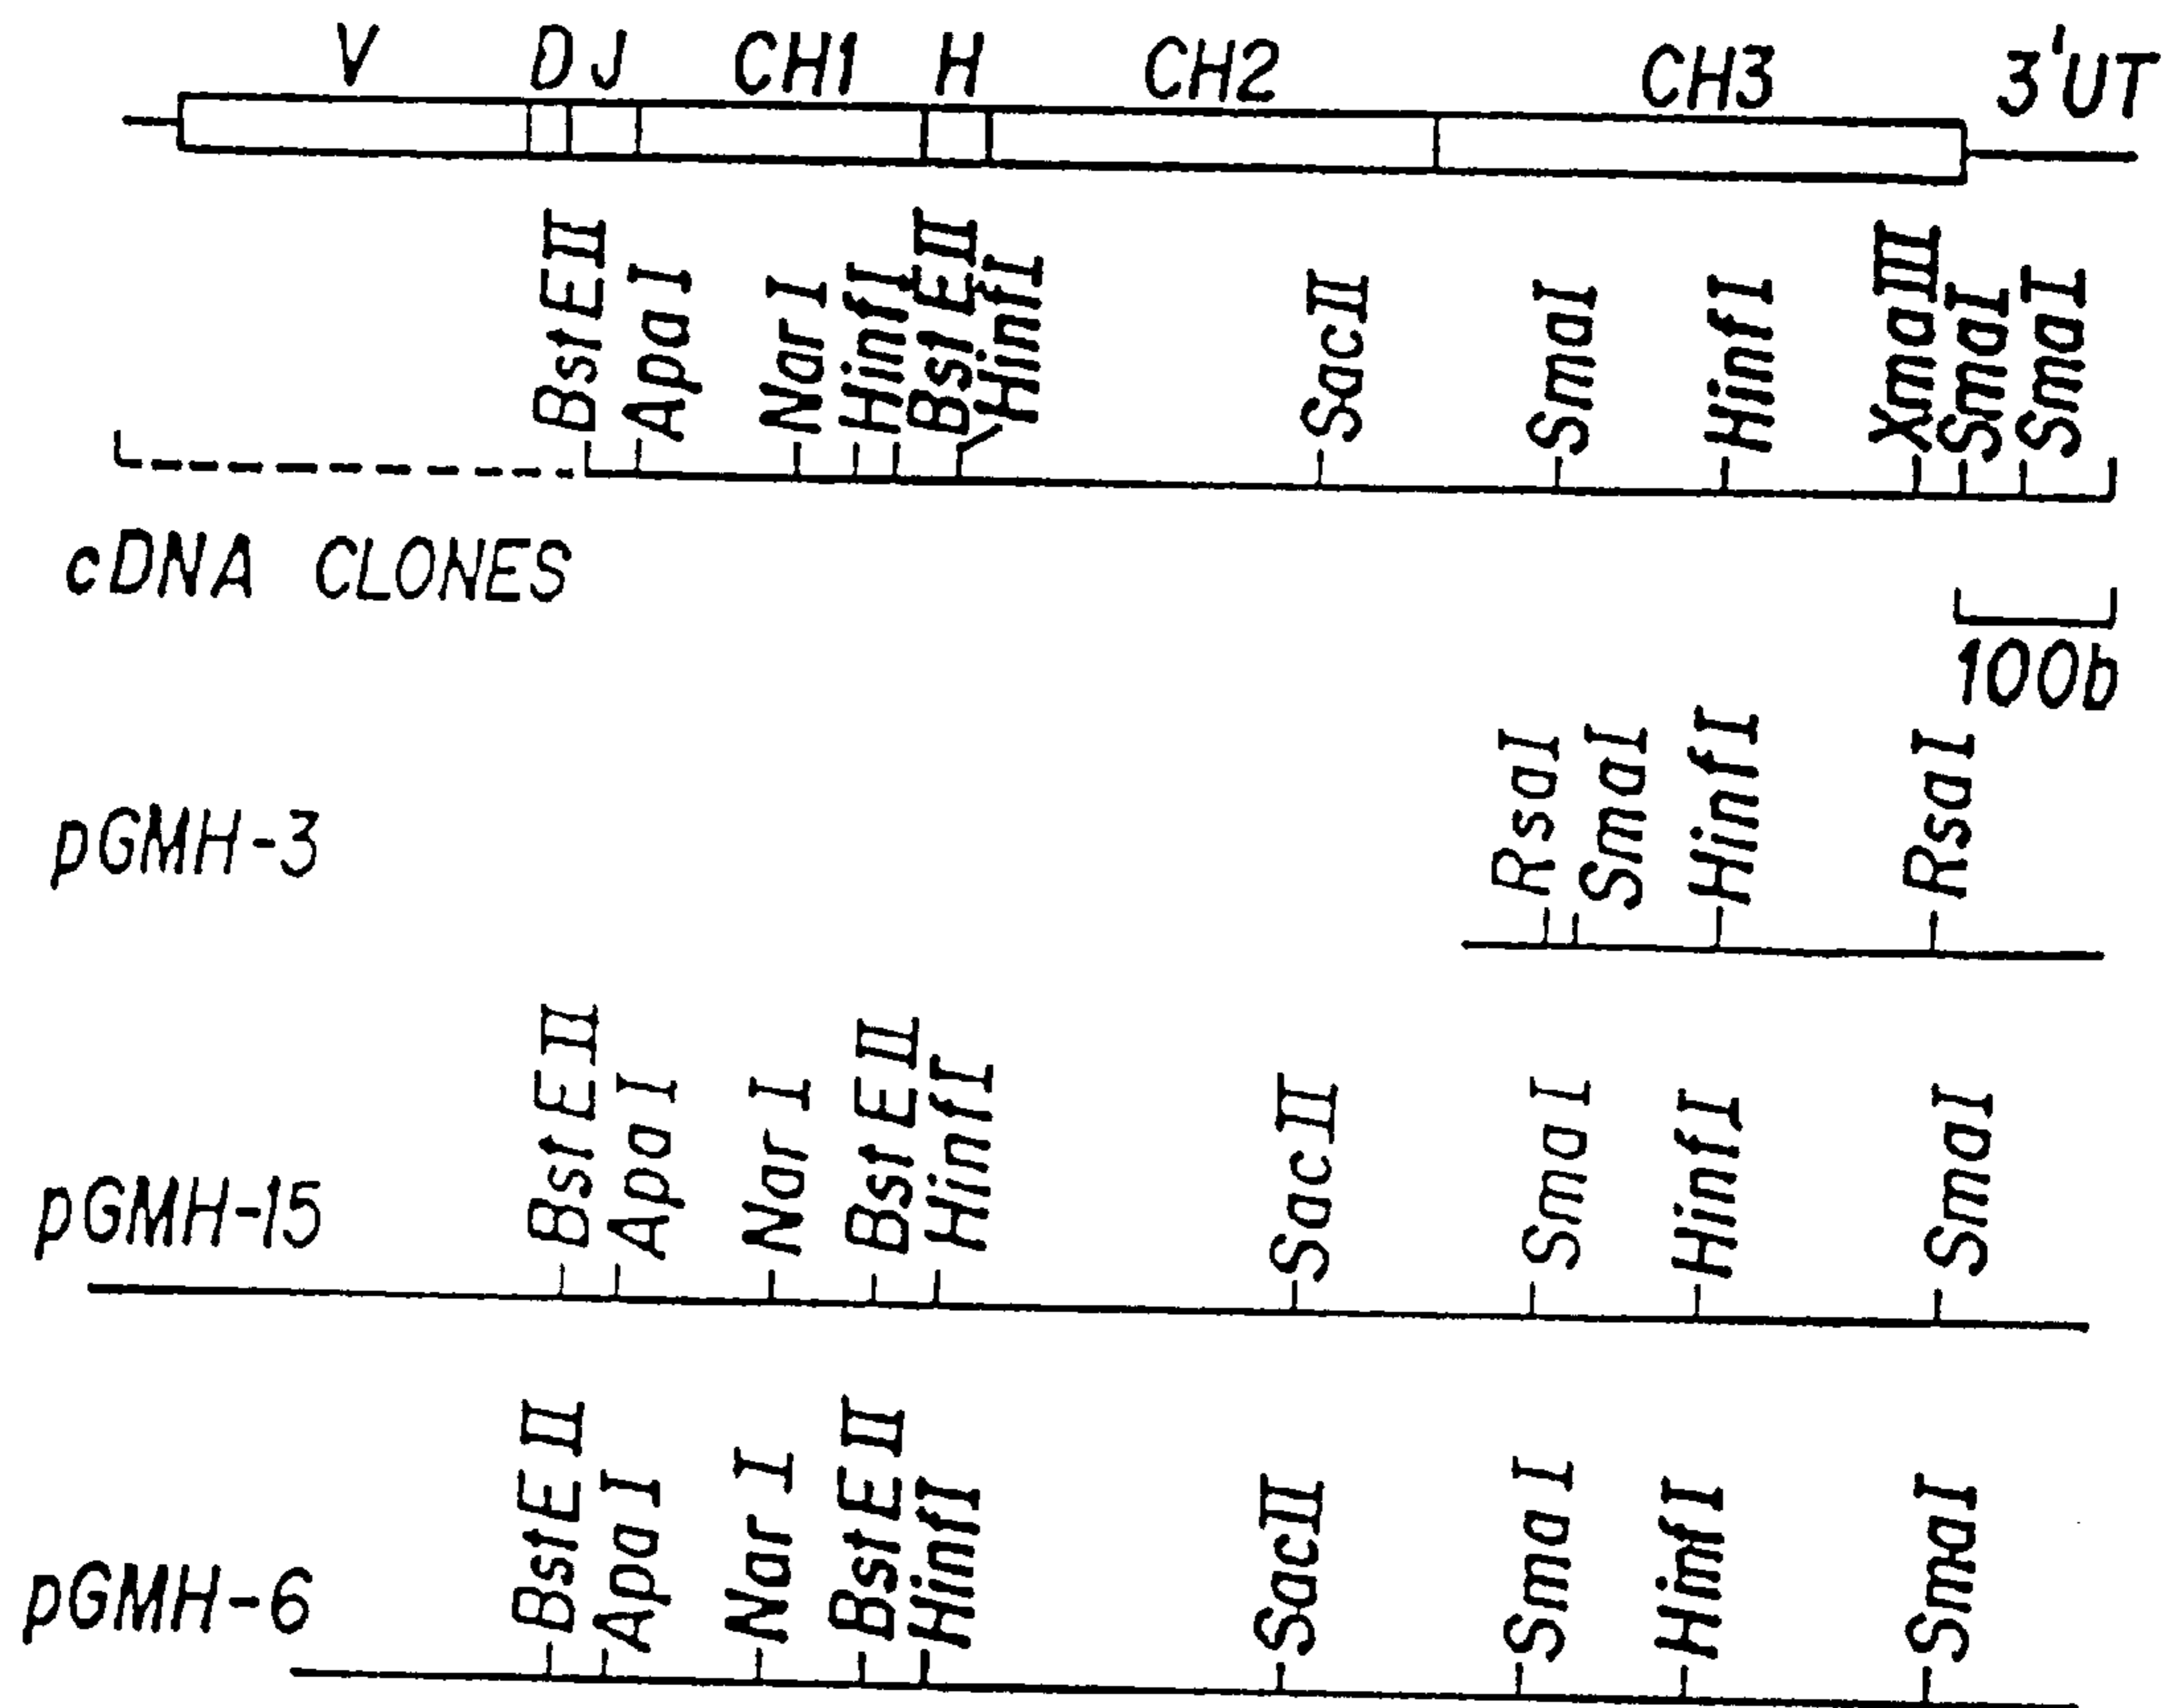 V D J CH1 H CH2 CH3 3'UT
BstEII ApaI NarI HinfI BstEII HinfI SacII SmaI HinfI XmaIII SmaI SmaI
cDNA CLONES
100b
RsaI SmaI HinfI RsaI
pGMH-3
BstEII ApaI NarI BstEII HinfI SacII SmaI HinfI SmaI
pGMH-15
BstEII ApaI NarI BstEII HinfI SacII SmaI HinfI SmaI
pGMH-6